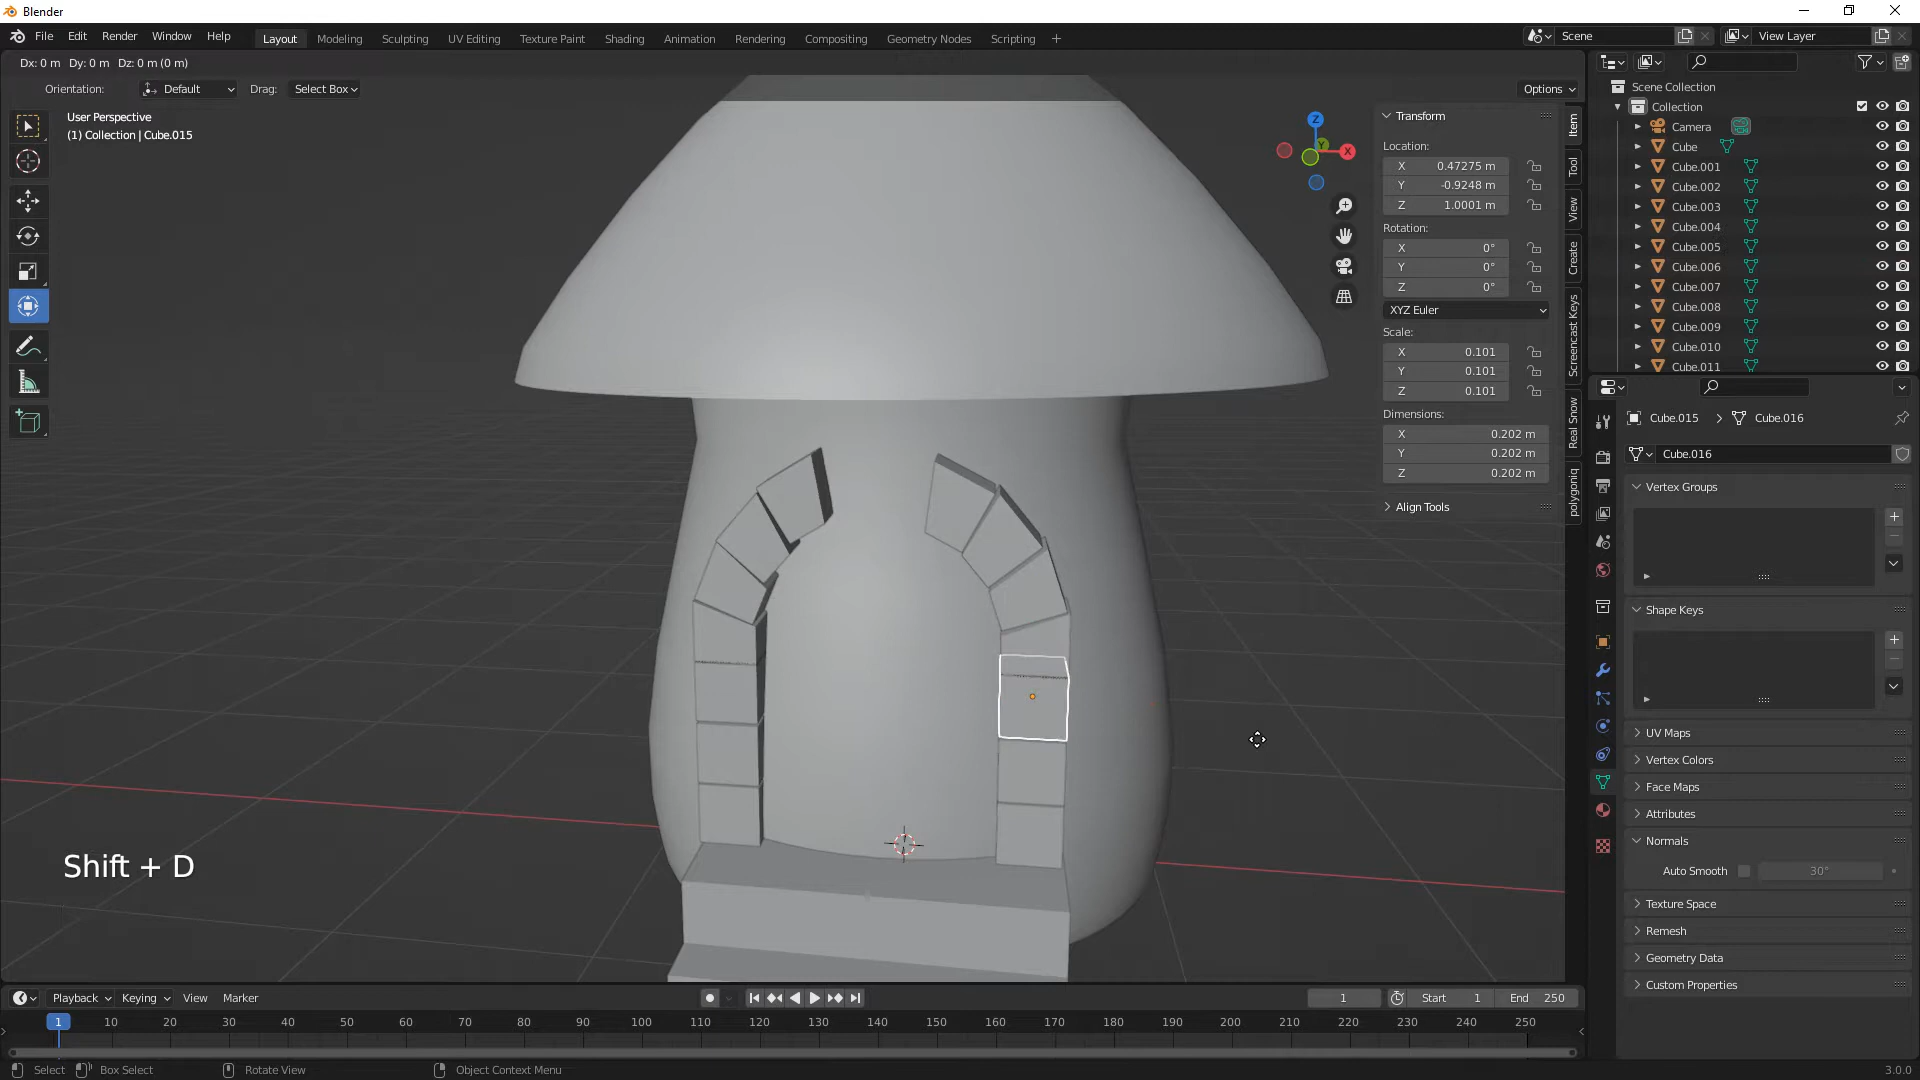 Blender
File Edit Render Window Help
Layout Modeling Sculpting UV Editing Texture Paint Shading Animation Rendering Compositing Geometry Nodes Scripting +
Scene
View Layer
Dx: 0 m Dy: 0 m Dz: 0 m (0 m)
Orientation: Default Drag: Select Box
Options
User Perspective
(1) Collection | Cube.015
Z
Y
X
Transform
Location:
X 0.47275 m
Y -0.9248 m
Z 1.0001 m
Rotation:
X 0°
Y 0°
Z 0°
XYZ Euler
Scale:
X 0.101
Y 0.101
Z 0.101
Dimensions:
X 0.202 m
Y 0.202 m
Z 0.202 m
Align Tools
Item
Tool
View
Create
Screencast Keys
Real Snow
polygoniq
Scene Collection
Collection
Camera
Cube
Cube.001
Cube.002
Cube.003
Cube.004
Cube.005
Cube.006
Cube.007
Cube.008
Cube.009
Cube.010
Cube.011
Cube.015 > Cube.016
Cube.016
Vertex Groups
Shape Keys
UV Maps
Vertex Colors
Face Maps
Attributes
Normals
Auto Smooth 30°
Texture Space
Remesh
Geometry Data
Custom Properties
Shift + D
Playback Keying View Marker
1 Start 1 End 250
1 10 20 30 40 50 60 70 80 90 100 110 120 130 140 150 160 170 180 190 200 210 220 230 240 250
Select Box Select Rotate View Object Context Menu 3.0.0